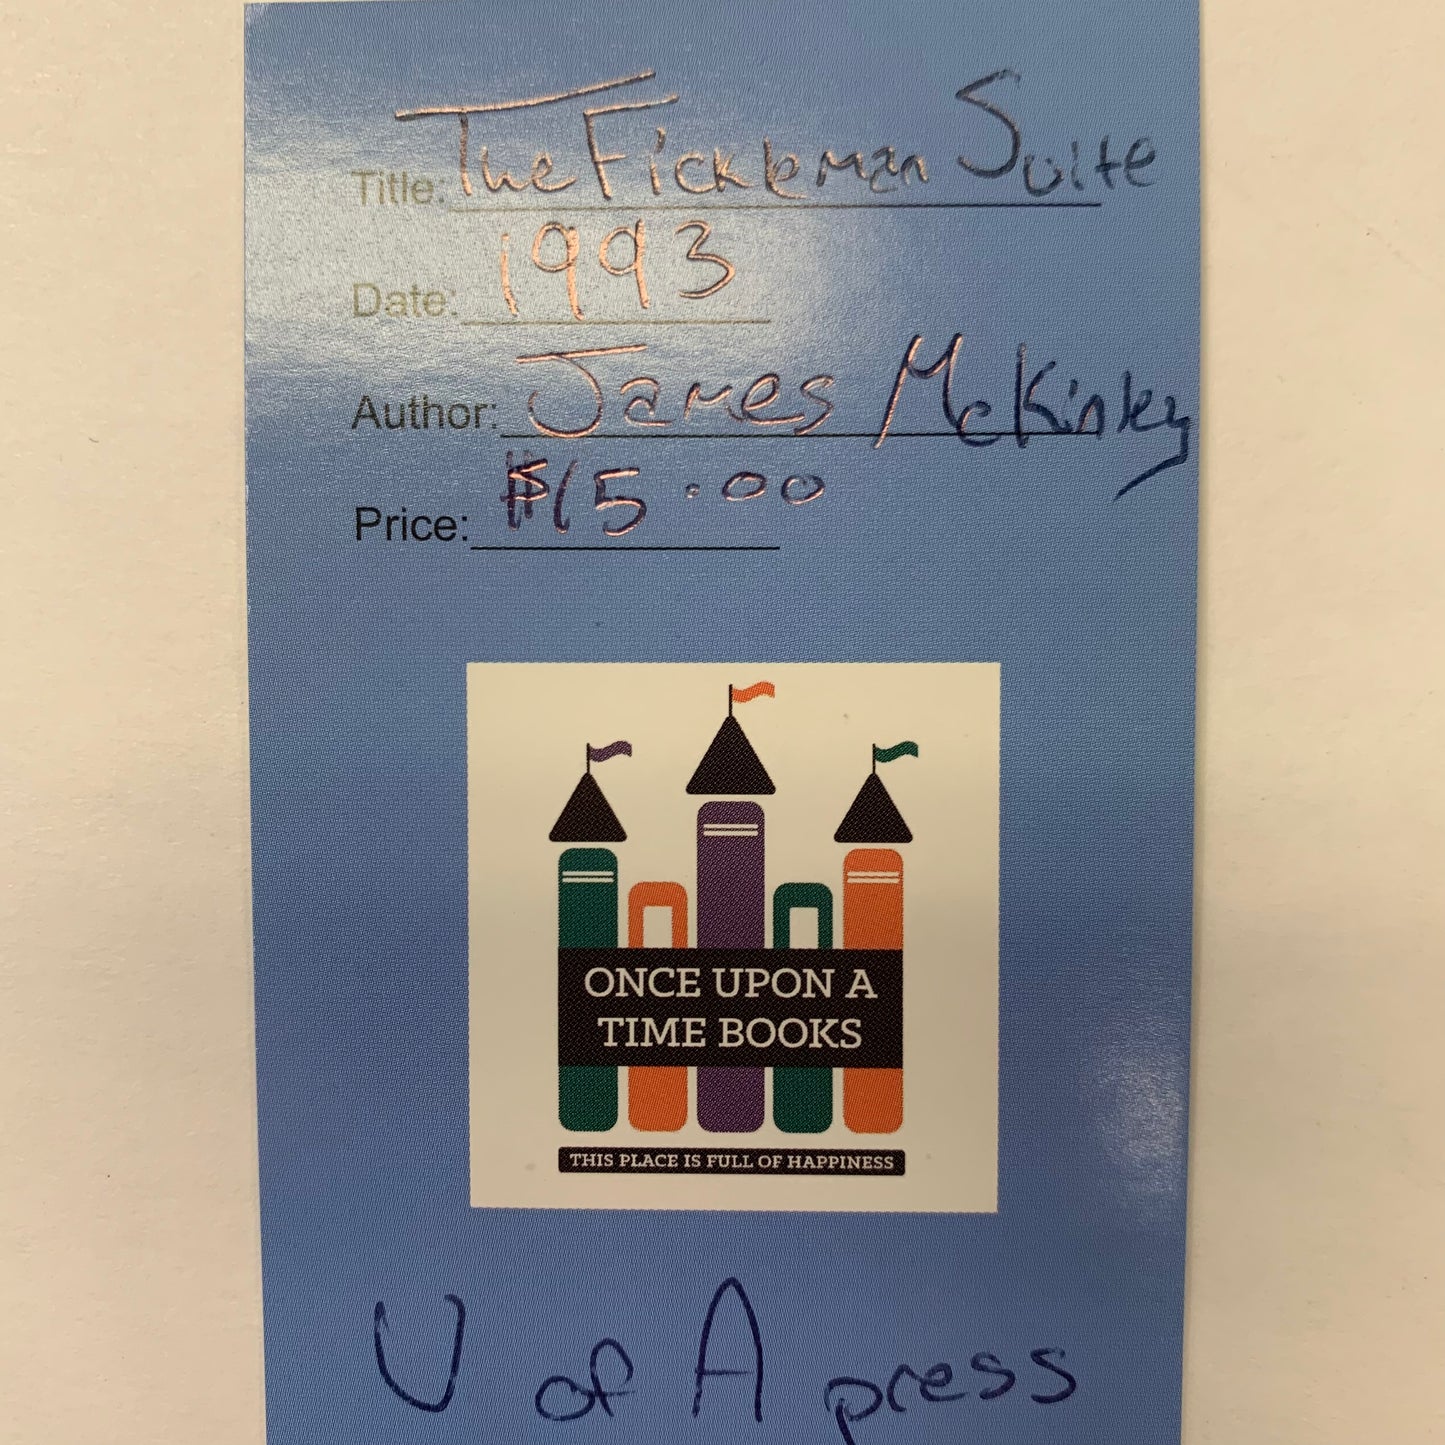 Title: The Fickleman Suite
Date: 1993
Author: James McKinley
Price: $15.00
ONCE UPON A
TIME BOOKS
THIS PLACE IS FULL OF HAPPINESS
U of A press